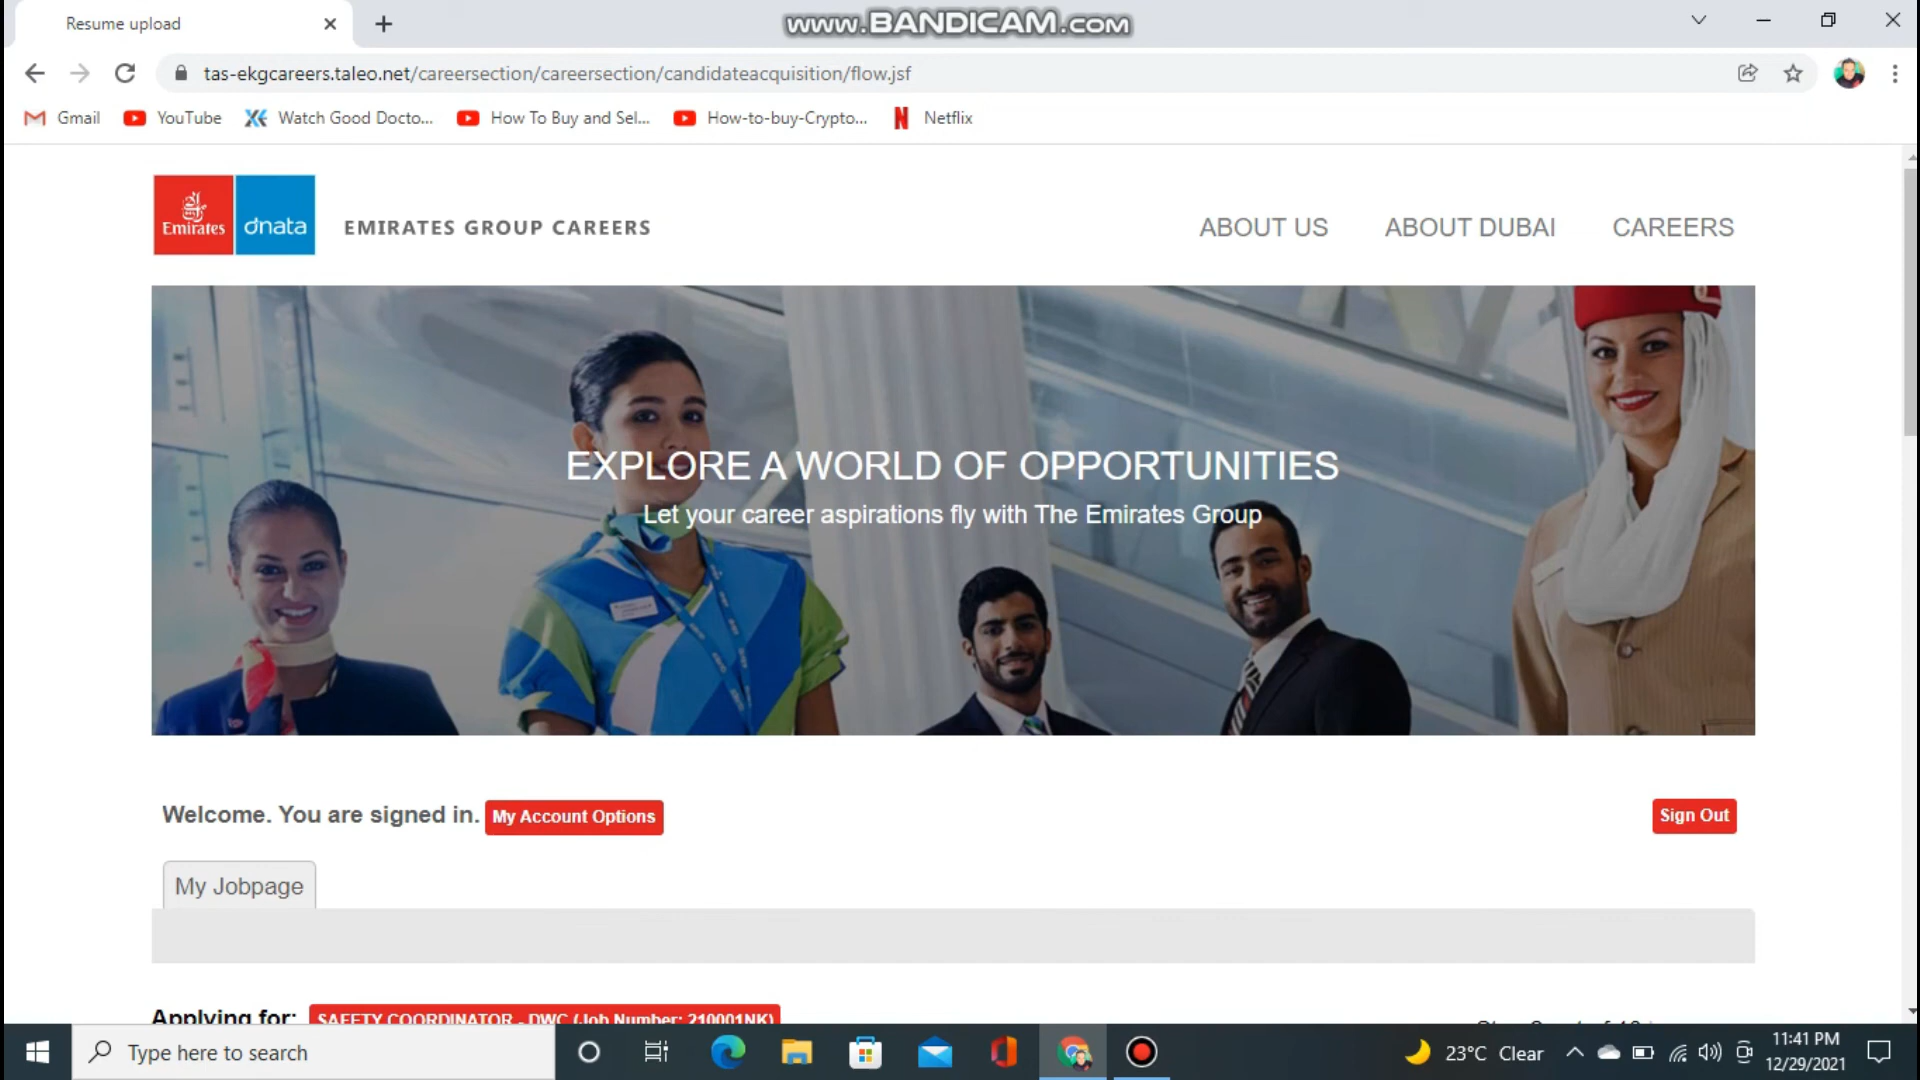 Resume upload
www.BANDICAM.com
tas-ekgcareers.taleo.net/careersection/careersection/candidateacquisition/flow.jsf
Gmail
YouTube
Watch Good Docto...
How To Buy and Sel...
How-to-buy-Crypto...
Netflix
Emirates
dnata
EMIRATES GROUP CAREERS
ABOUT US
ABOUT DUBAI
CAREERS
EXPLORE A WORLD OF OPPORTUNITIES
Let your career aspirations fly with The Emirates Group
Welcome. You are signed in.
My Account Options
Sign Out
My Jobpage
Applying for:
SAFETY COORDINATOR - DWC (Job Number: 210001NK)
Type here to search
23°C Clear
11:41 PM
12/29/2021